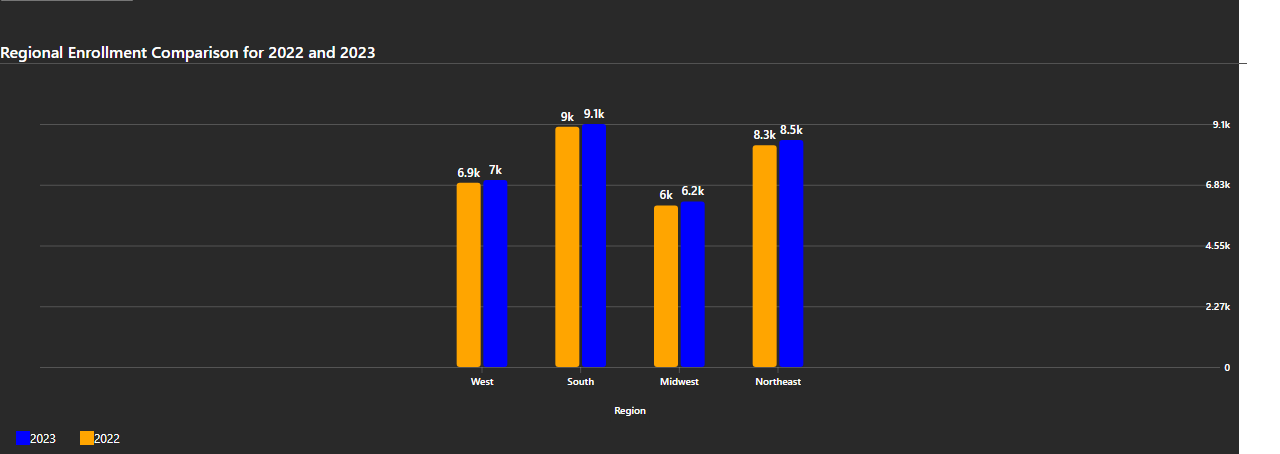 Regional Enrollment Comparison for 2022 and 2023
9k 9.1k
8.3k 8.5k
9.1k
6.9k 7k
6k 6.2k
6.83k
4.55k
2.27k
0
West South Midwest Northeast
Region
2023 2022